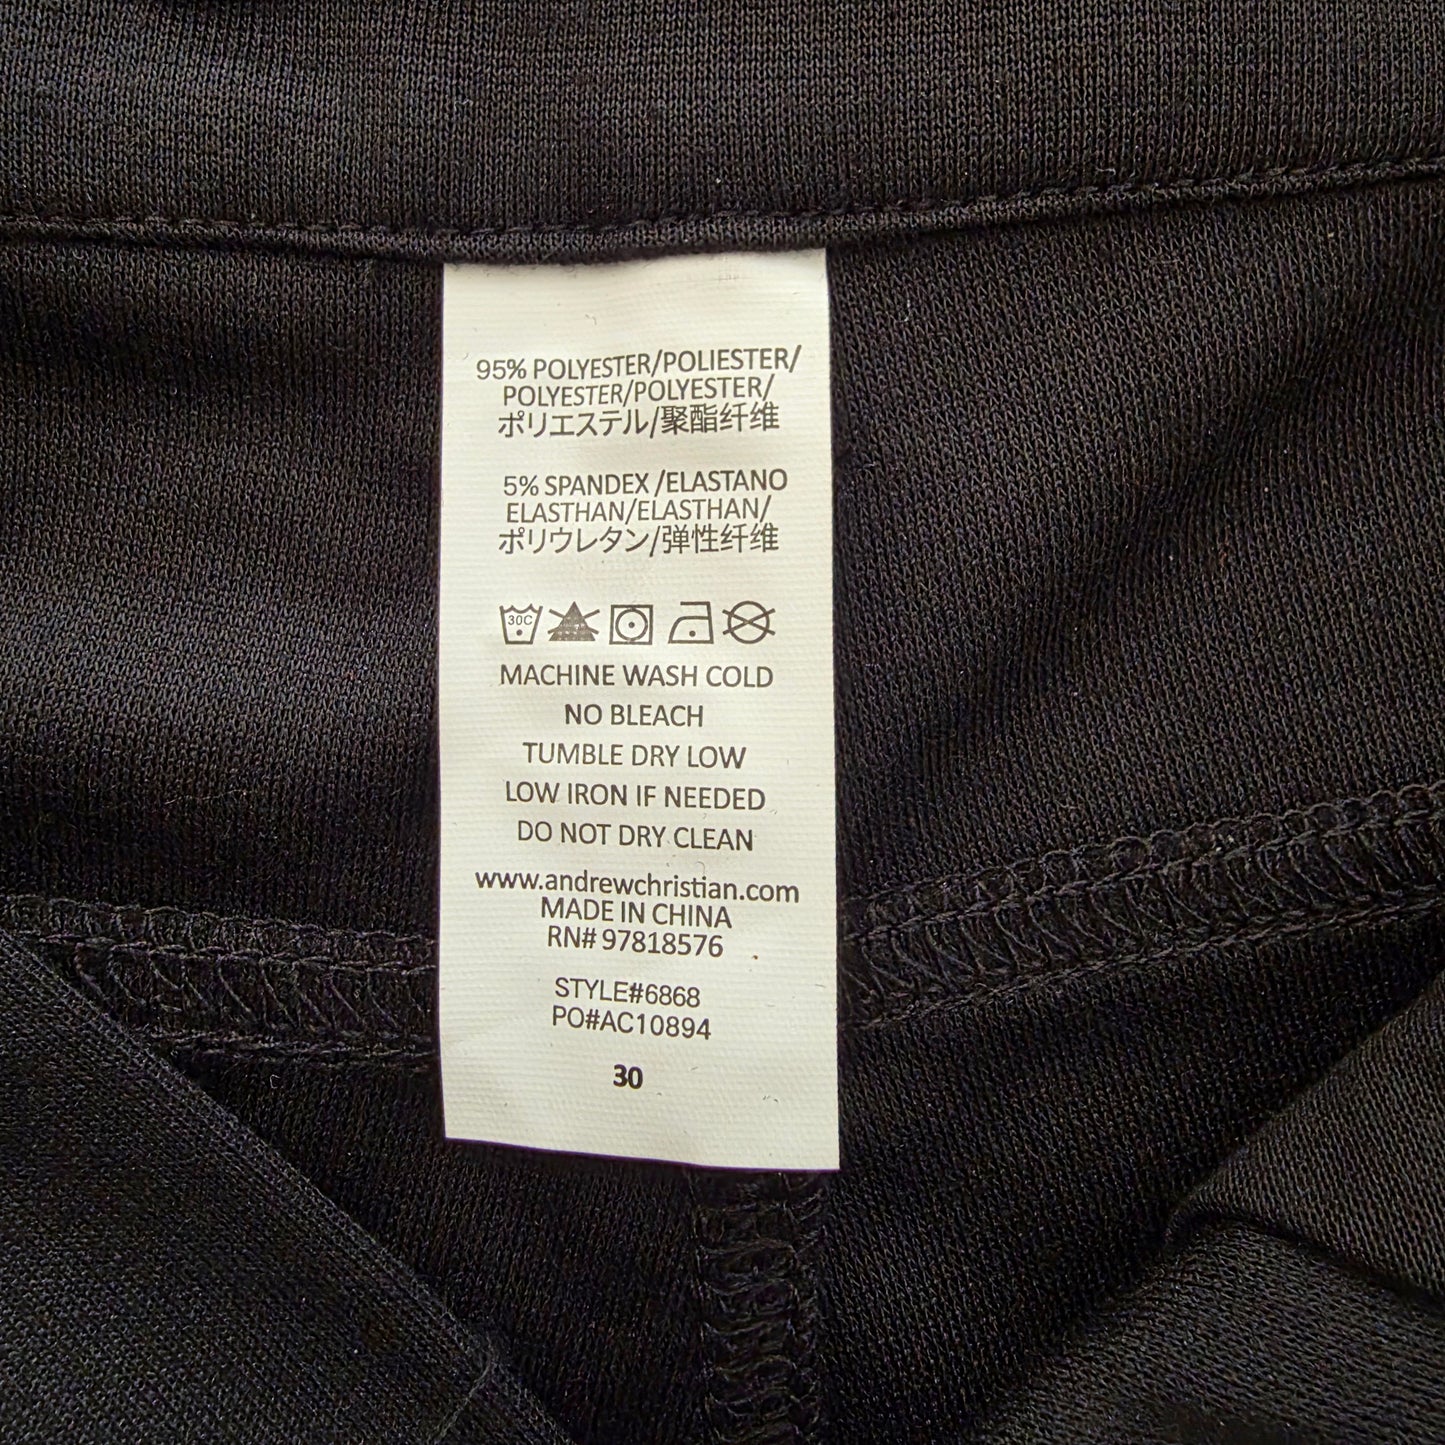 95% POLYESTER/POLIESTER/
POLYESTER/POLYESTER/
ポリエステル/聚酯纤维
5% SPANDEX /ELASTANO
ELASTHAN/ELASTHAN/
ポリウレタン/弹性纤维
30C
MACHINE WASH COLD
NO BLEACH
TUMBLE DRY LOW
LOW IRON IF NEEDED
DO NOT DRY CLEAN
www.andrewchristian.com
MADE IN CHINA
RN# 97818576
STYLE#6868
PO#AC10894
30